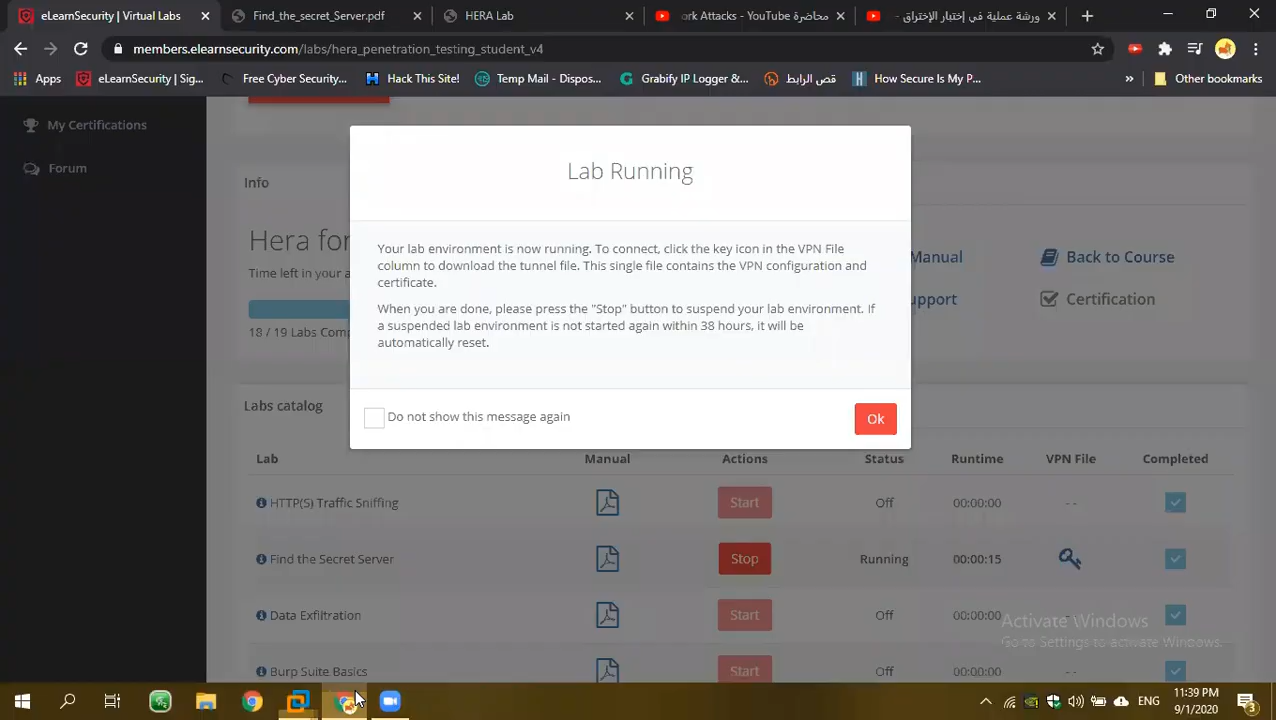 eLearnSecurity | Virtual Labs
Find_the_secret_Server.pdf
HERA Lab
ork Attacks - YouTube محاضرة
ورشة عملية في إختبار الإختراق -
members.elearnsecurity.com/labs/hera_penetration_testing_student_v4
Apps
eLearnSecurity | Sig...
Free Cyber Security...
Hack This Site!
Temp Mail - Dispos...
Grabify IP Logger &...
قص الرابط
How Secure Is My P...
»
Other bookmarks
My Certifications
Forum
Info
Hera for
Time left in your a
18 / 19 Labs Comp
Manual
Back to Course
upport
Certification
Lab Running
Your lab environment is now running. To connect, click the key icon in the VPN File
column to download the tunnel file. This single file contains the VPN configuration and
certificate.
When you are done, please press the "Stop" button to suspend your lab environment. If
a suspended lab environment is not started again within 38 hours, it will be
automatically reset.
Do not show this message again
Ok
Labs catalog
Lab Manual Actions Status Runtime VPN File Completed
HTTP(S) Traffic Sniffing Start Off 00:00:00 - -
Find the Secret Server Stop Running 00:00:15
Data Exfiltration Start Off 00:00:00 - -
Burp Suite Basics Start Off 00:00:00 - -
Activate Windows
Go to Settings to activate Windows.
ENG
11:39 PM
9/1/2020
3